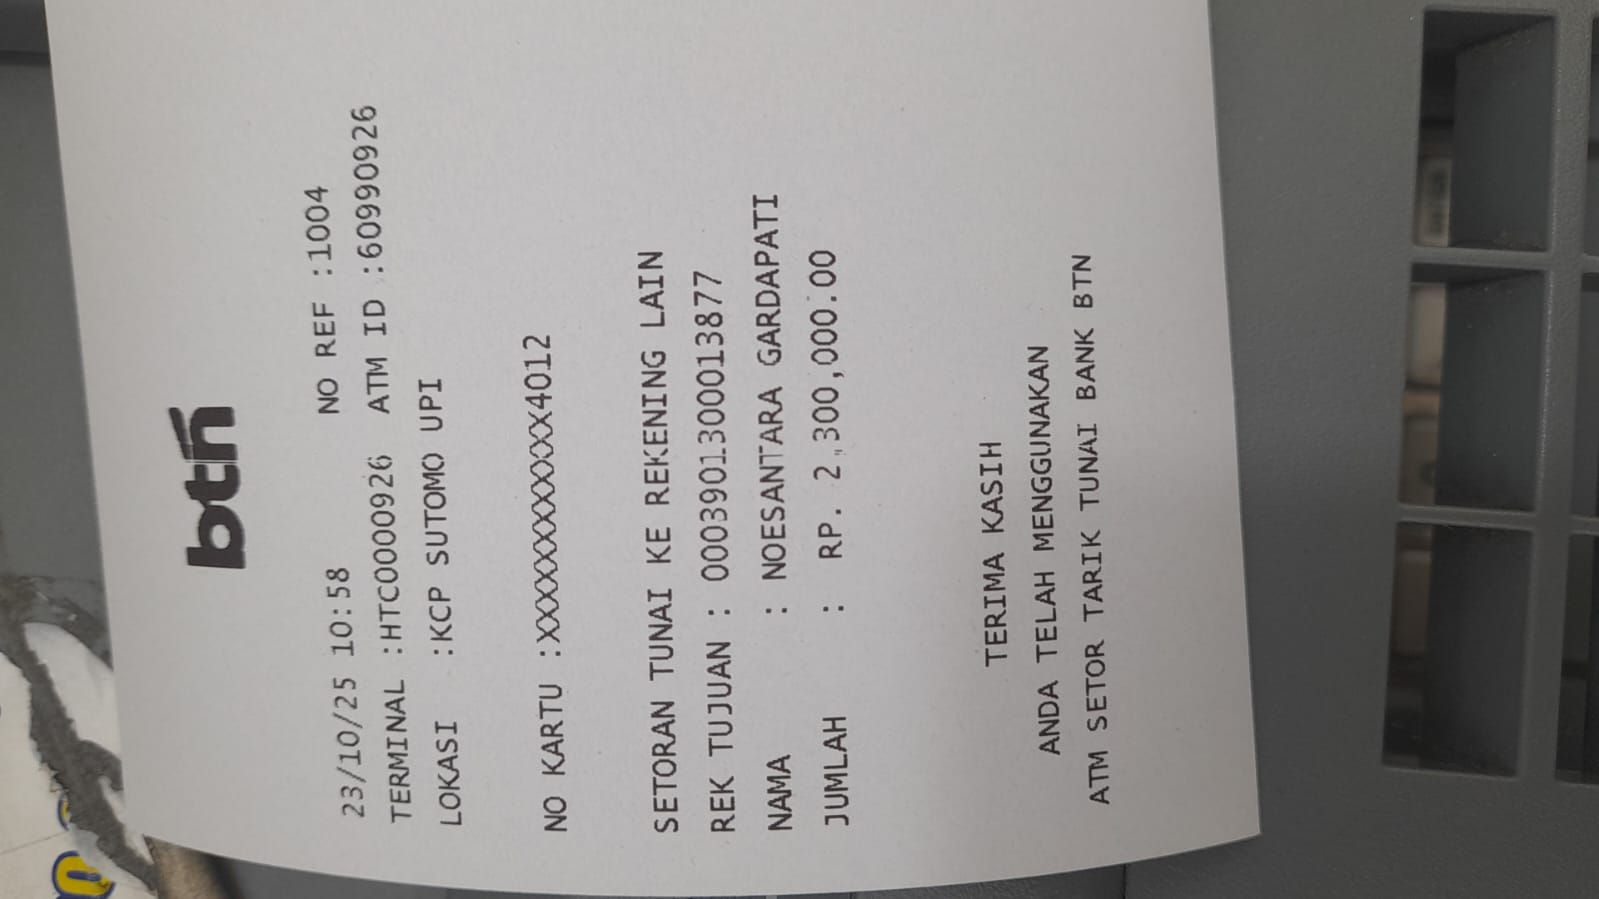 btn
23/10/25 10:58 NO REF :1004
TERMINAL :HTC0000926 ATM ID :60990926
LOKASI :KCP SUTOMO UPI
NO KARTU :XXXXXXXXXXXX4012
SETORAN TUNAI KE REKENING LAIN
REK TUJUAN : 0003901300013877
NAMA : NOESANTARA GARDAPATI
JUMLAH : RP. 2,300,000.00
TERIMA KASIH
ANDA TELAH MENGGUNAKAN
ATM SETOR TARIK TUNAI BANK BTN